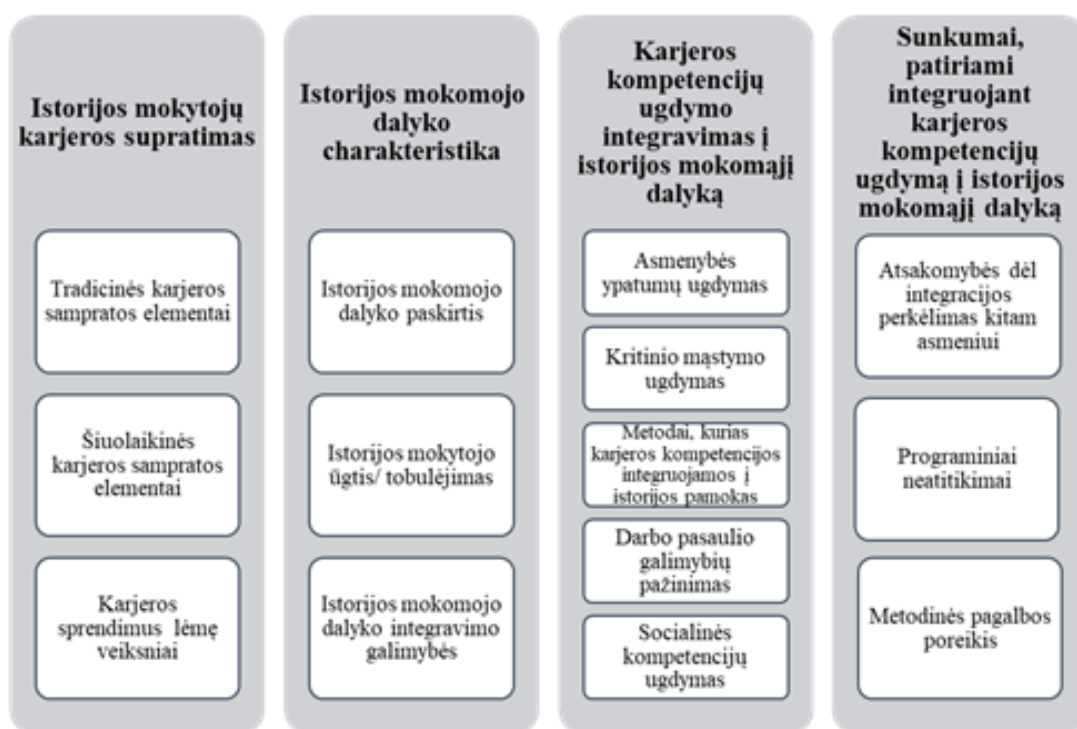 Istorijos mokytojų
karjeros supratimas
Tradicinės karjeros
sampratos elementai
Šiuolaikinės
karjeros sampratos
elementai
Karjeros
sprendimus lėmę
veiksniai
Istorijos mokomojo
dalyko
charakteristika
Istorijos mokomojo
dalyko paskirtis
Istorijos mokytojo
ūgtis/ tobulėjimas
Istorijos mokomojo
dalyko integravimo
galimybės
Karjeros
kompetencijų
ugdymo
integravimas į
istorijos mokomąjį
dalyką
Asmenybės
ypatumų ugdymas
Kritinio mąstymo
ugdymas
Metodai, kurias
karjeros kompetencijos
integruojamos į
istorijos pamokas
Darbo pasaulio
galimybių
pažinimas
Socialinės
kompetencijų
ugdymas
Sunkumai,
patiriami
integruojant
karjeros
kompetencijų
ugdymą į istorijos
mokomąjį dalyką
Atsakomybės dėl
integracijos
perkėlimas kitam
asmeniui
Programiniai
neatitikimai
Metodinės pagalbos
poreikis